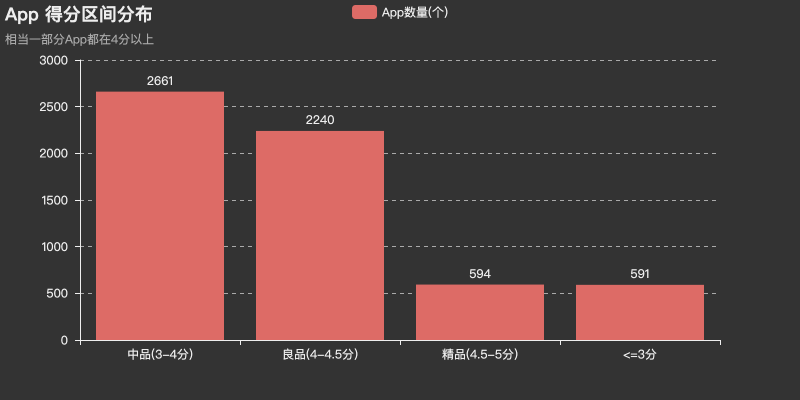 App 得分区间分布
App数量(个)
相当一部分App都在4分以上
3000
2500
2000
1500
1000
500
0
2661
2240
594
591
中品(3-4分)
良品(4-4.5分)
精品(4.5-5分)
<=3分